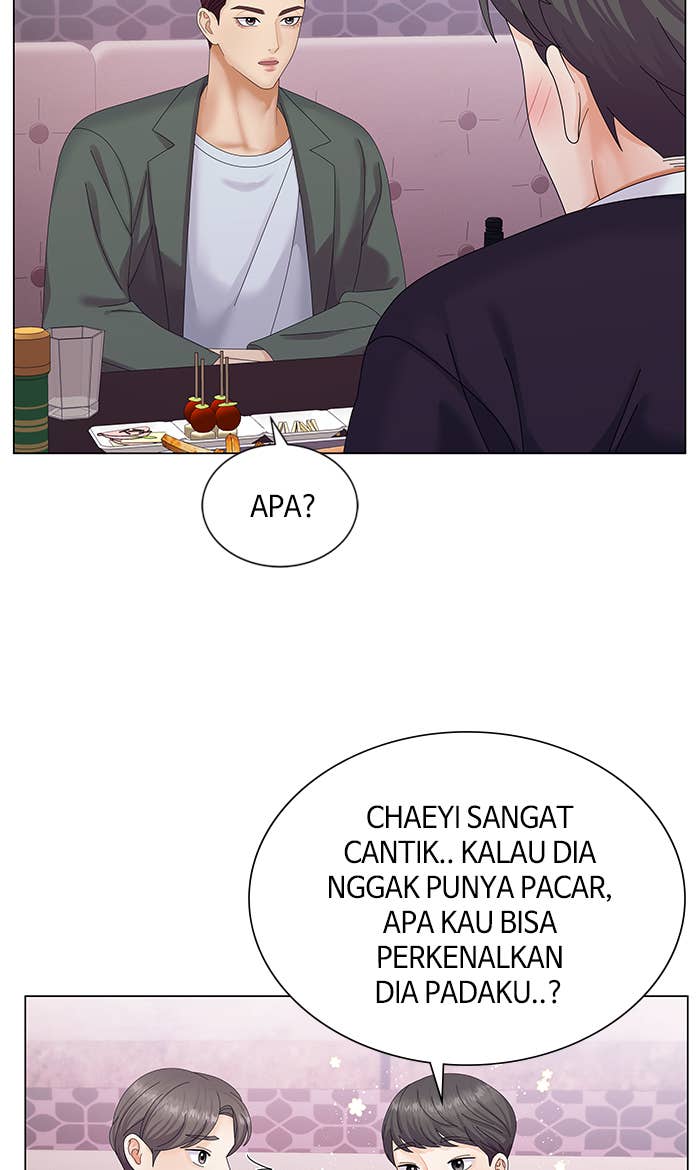 APA?
CHAEYI SANGAT
CANTIK.. KALAU DIA
NGGAK PUNYA PACAR,
APA KAU BISA
PERKENALKAN
DIA PADAKU..?